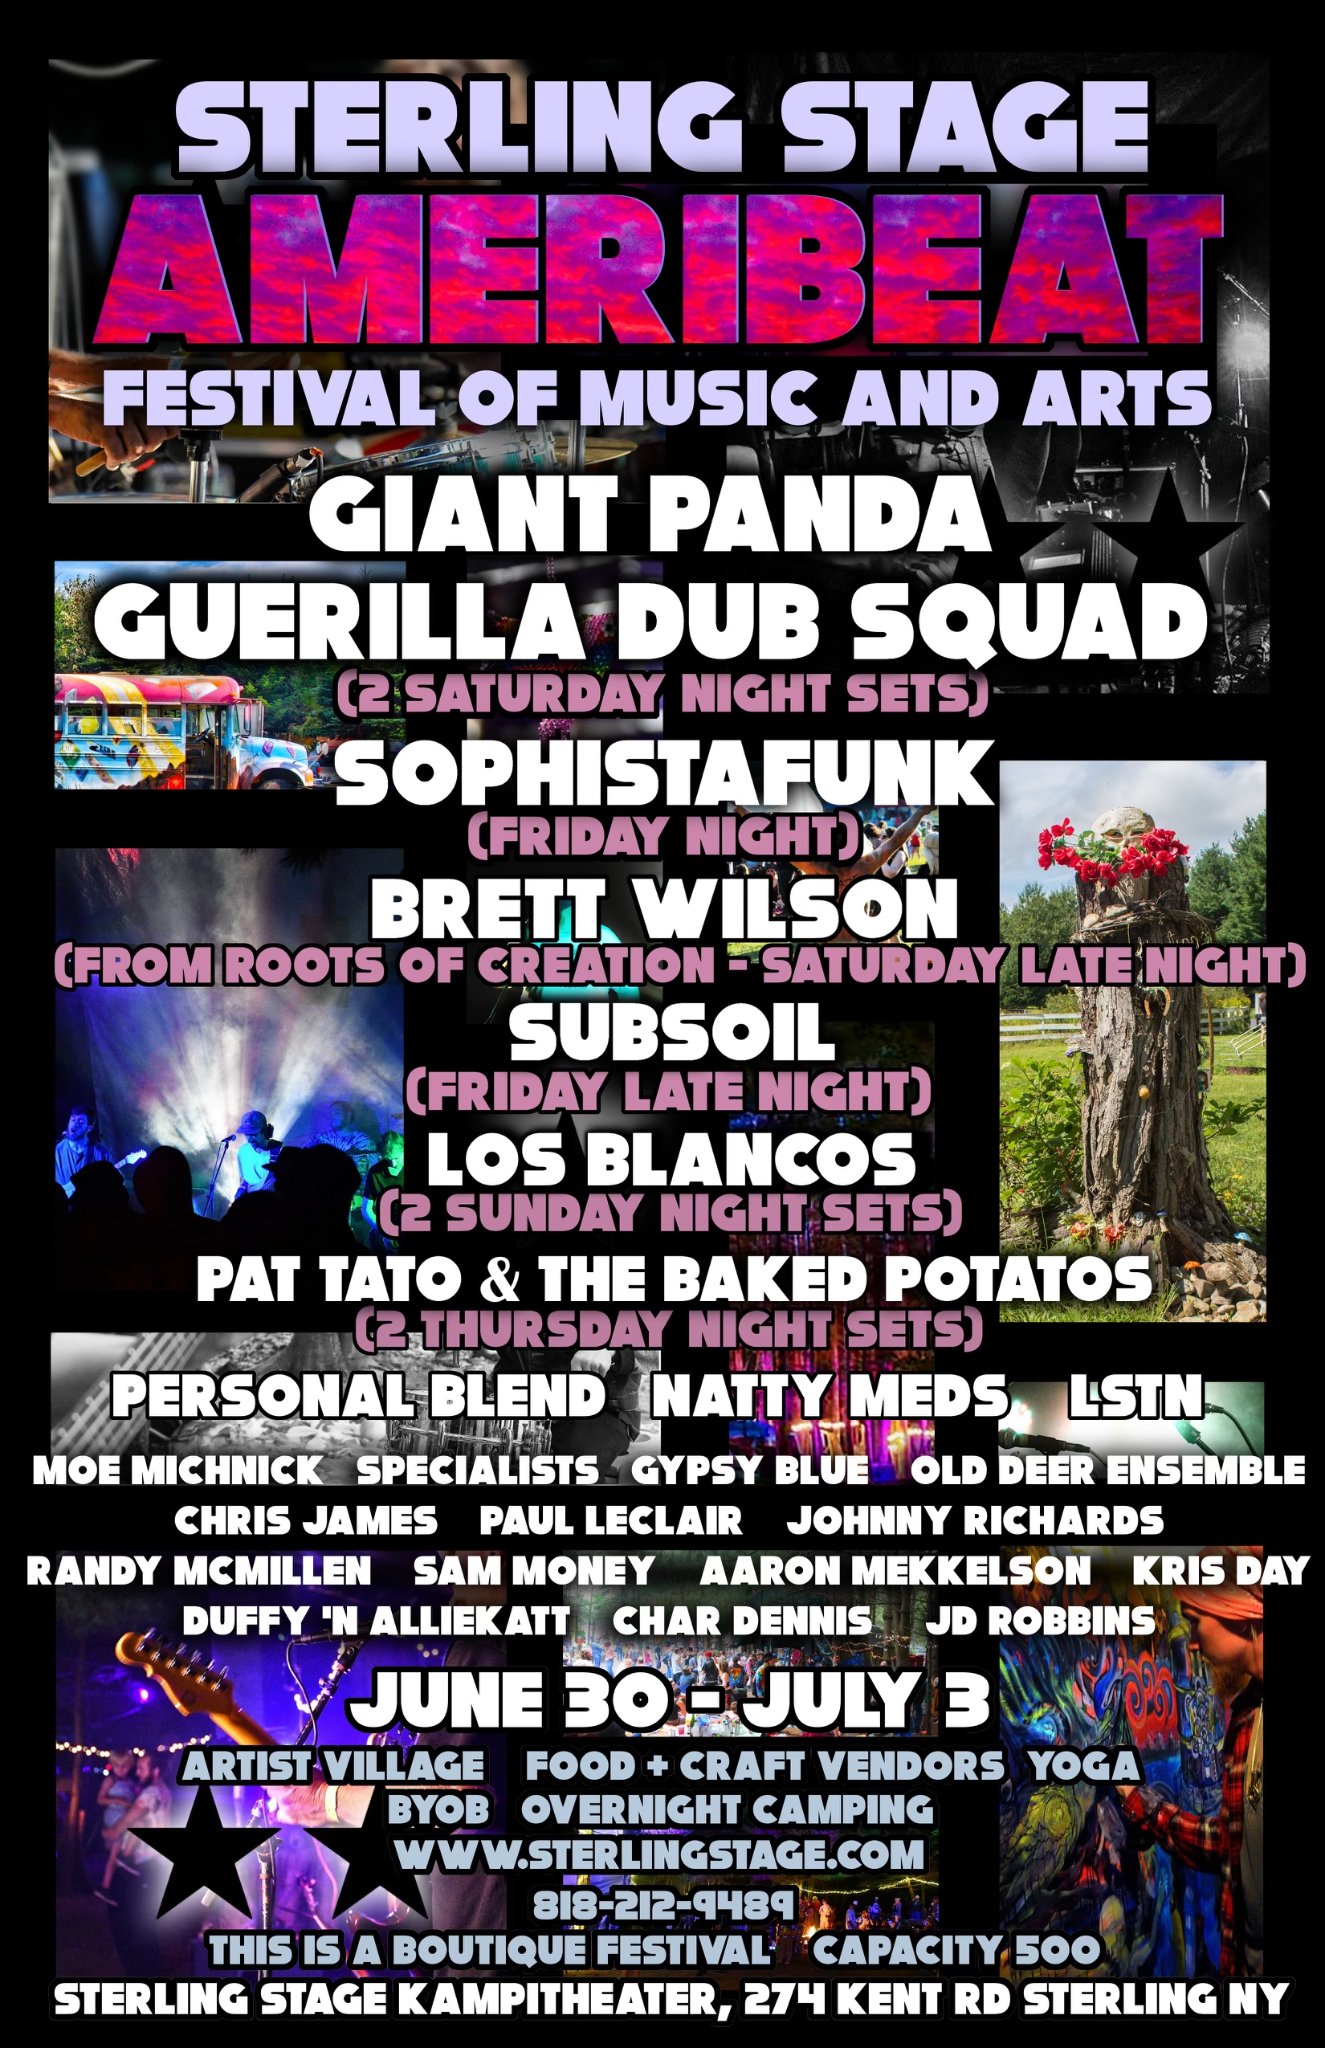 STERLING STAGE
AMERIBEAT
FESTIVAL OF MUSIC AND ARTS
GIANT PANDA
GUERILLA DUB SQUAD
(2 SATURDAY NIGHT SETS)
SOPHISTAFUNK
(FRIDAY NIGHT)
BRETT WILSON
(FROM ROOTS OF CREATION - SATURDAY LATE NIGHT)
SUBSOIL
(FRIDAY LATE NIGHT)
LOS BLANCOS
(2 SUNDAY NIGHT SETS)
PAT TATO & THE BAKED POTATOS
(2 THURSDAY NIGHT SETS)
PERSONAL BLEND NATTY MEDS LSTN
MOE MICHNICK SPECIALISTS GYPSY BLUE OLD DEER ENSEMBLE
CHRIS JAMES PAUL LECLAIR JOHNNY RICHARDS
RANDY MCMILLEN SAM MONEY AARON MEKKELSON KRIS DAY
DUFFY 'N ALLIEKATT CHAR DENNIS JD ROBBINS
JUNE 30 - JULY 3
ARTIST VILLAGE FOOD + CRAFT VENDORS YOGA
BYOB OVERNIGHT CAMPING
WWW.STERLINGSTAGE.COM
818-212-9489
THIS IS A BOUTIQUE FESTIVAL CAPACITY 500
STERLING STAGE KAMPITHEATER, 274 KENT RD STERLING NY